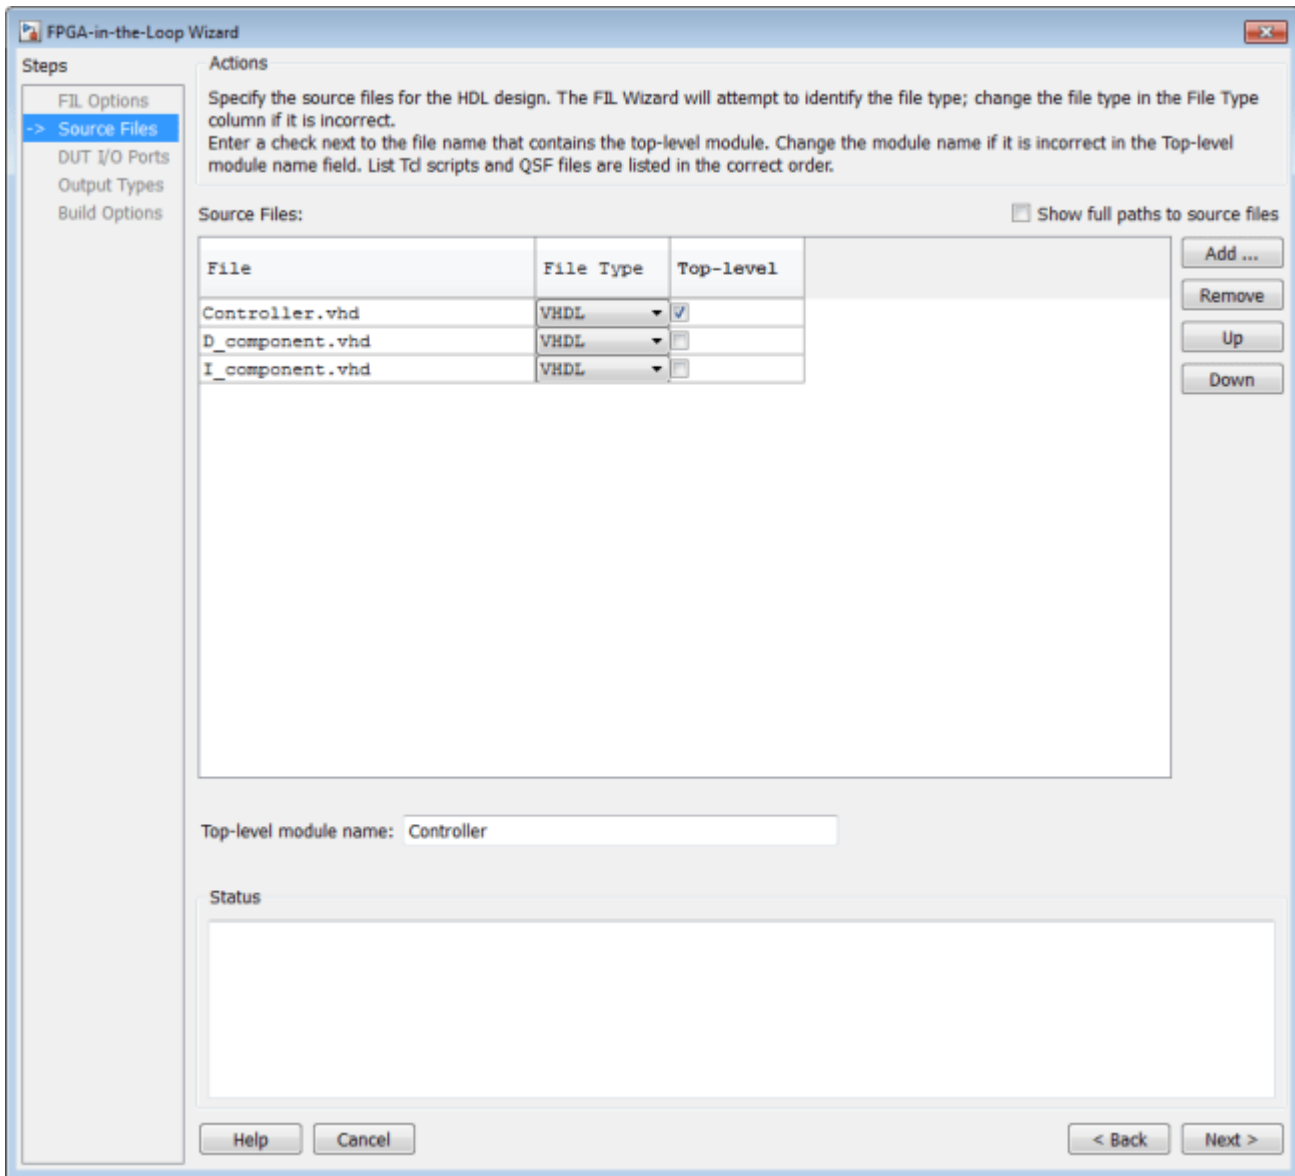 FPGA-in-the-Loop Wizard
Steps
FIL Options
-> Source Files
DUT I/O Ports
Output Types
Build Options
Actions
Specify the source files for the HDL design. The FIL Wizard will attempt to identify the file type; change the file type in the File Type
column if it is incorrect.
Enter a check next to the file name that contains the top-level module. Change the module name if it is incorrect in the Top-level
module name field. List Tcl scripts and QSF files are listed in the correct order.
Source Files:
Show full paths to source files
File File Type Top-level
Controller.vhd VHDL
D_component.vhd VHDL
I_component.vhd VHDL
Add ...
Remove
Up
Down
Top-level module name: Controller
Status
Help Cancel < Back Next >